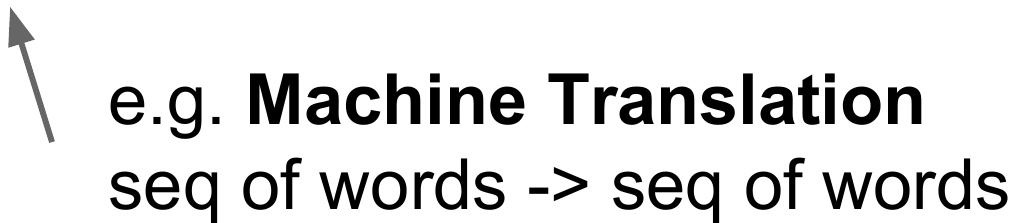 e.g. Machine Translation
seq of words -> seq of words